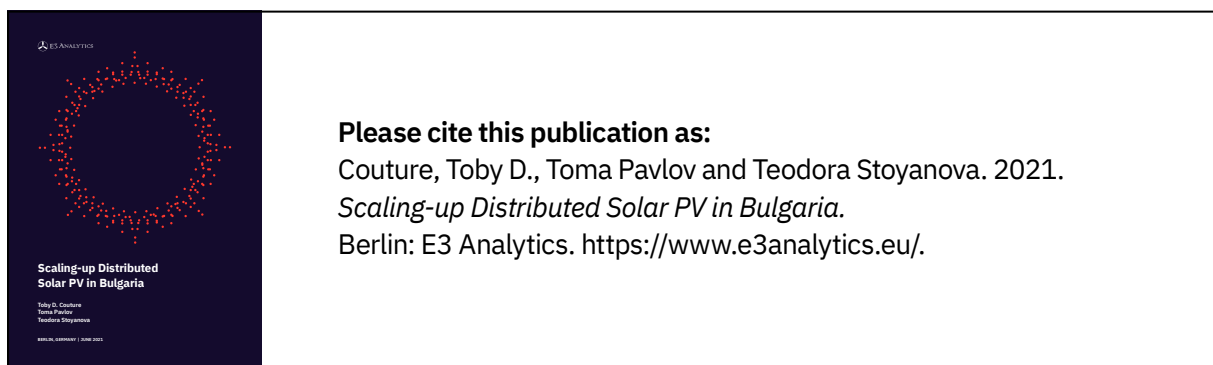 E3 ANALYTICS
Scaling-up Distributed
Solar PV in Bulgaria
Toby D. Couture
Toma Pavlov
Teodora Stoyanova
BERLIN, GERMANY | JUNE 2021
Please cite this publication as:
Couture, Toby D., Toma Pavlov and Teodora Stoyanova. 2021.
Scaling-up Distributed Solar PV in Bulgaria.
Berlin: E3 Analytics. https://www.e3analytics.eu/.